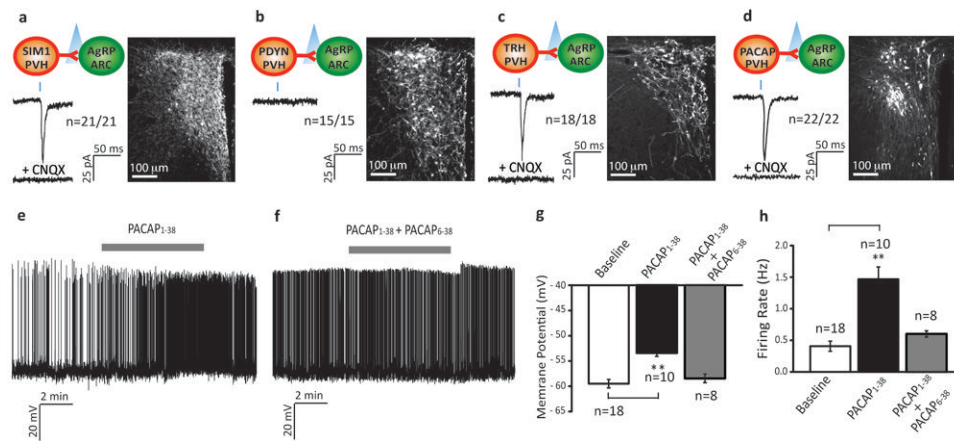 a
SIM1
PVH
AgRP
ARC
n=21/21
50 ms
25 pA
+ CNQX
100 μm
b
PDYN
PVH
AgRP
ARC
n=15/15
50 ms
25 pA
100 μm
c
TRH
PVH
AgRP
ARC
n=18/18
50 ms
25 pA
+ CNQX
100 μm
d
PACAP
PVH
AgRP
ARC
n=22/22
50 ms
25 pA
+ CNQX
100 μm
e
PACAP1-38
20 mV
2 min
f
PACAP1-38 + PACAP6-38
20 mV
2 min
g
Baseline
PACAP1-38
PACAP1-38
+
PACAP6-38
Memrane Potential (mV)
- 40
-45
-50
-55
-60
- 65
**
n=10
n=18
n=8
h
Firing Rate (Hz)
2.0
1.5
1.0
0.5
0.0
n=10
**
n=18
n=8
Baseline
PACAP1-38
PACAP1-38
+
PACAP6-38